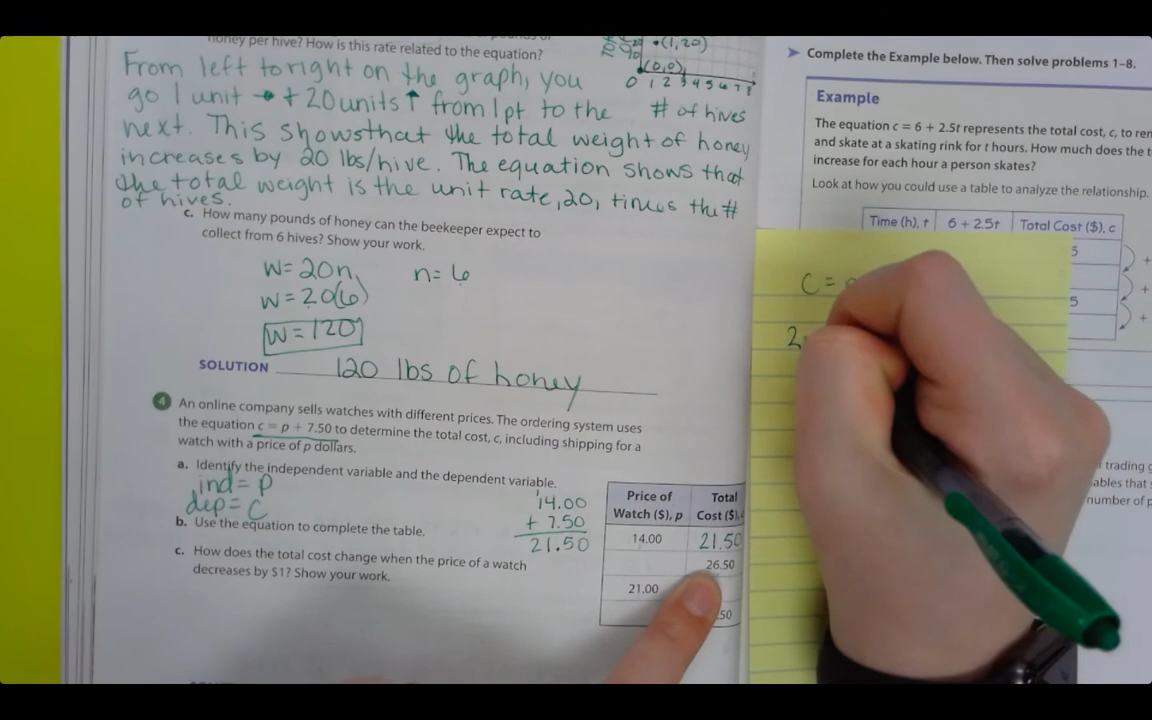 honey per hive? How is this rate related to the equation?
From left to right on the graph, you
go 1 unit → + 20 units ↑ from 1 pt to the
next. This shows that the total weight of honey
increases by 20 lbs/hive. The equation shows that
the total weight is the unit rate, 20, times the #
of hives.
(1,20)
(0,0)
0 1 2 3 4 5 6 7 8
# of hives
c. How many pounds of honey can the beekeeper expect to
collect from 6 hives? Show your work.
W=20n n=6
W=20(6)
W=120
SOLUTION 120 lbs of honey
4 An online company sells watches with different prices. The ordering system uses
the equation c = p + 7.50 to determine the total cost, c, including shipping for a
watch with a price of p dollars.
a. Identify the independent variable and the dependent variable.
ind= P
dep= C
b. Use the equation to complete the table.
1
14.00
+ 7.50
21.50
c. How does the total cost change when the price of a watch
decreases by $1? Show your work.
Price of Total
Watch ($), p Cost ($),
14.00 21.50
26.50
21.00
.50
➤ Complete the Example below. Then solve problems 1–8.
Example
The equation c = 6 + 2.5t represents the total cost, c, to
and skate at a skating rink for t hours. How much does the
increase for each hour a person skates?
Look at how you could use a table to analyze the relationship.
Time (h), t 6 + 2.5t Total Cost ($), c
5
+
+
5
+
C =
2
trading
ables that
number of